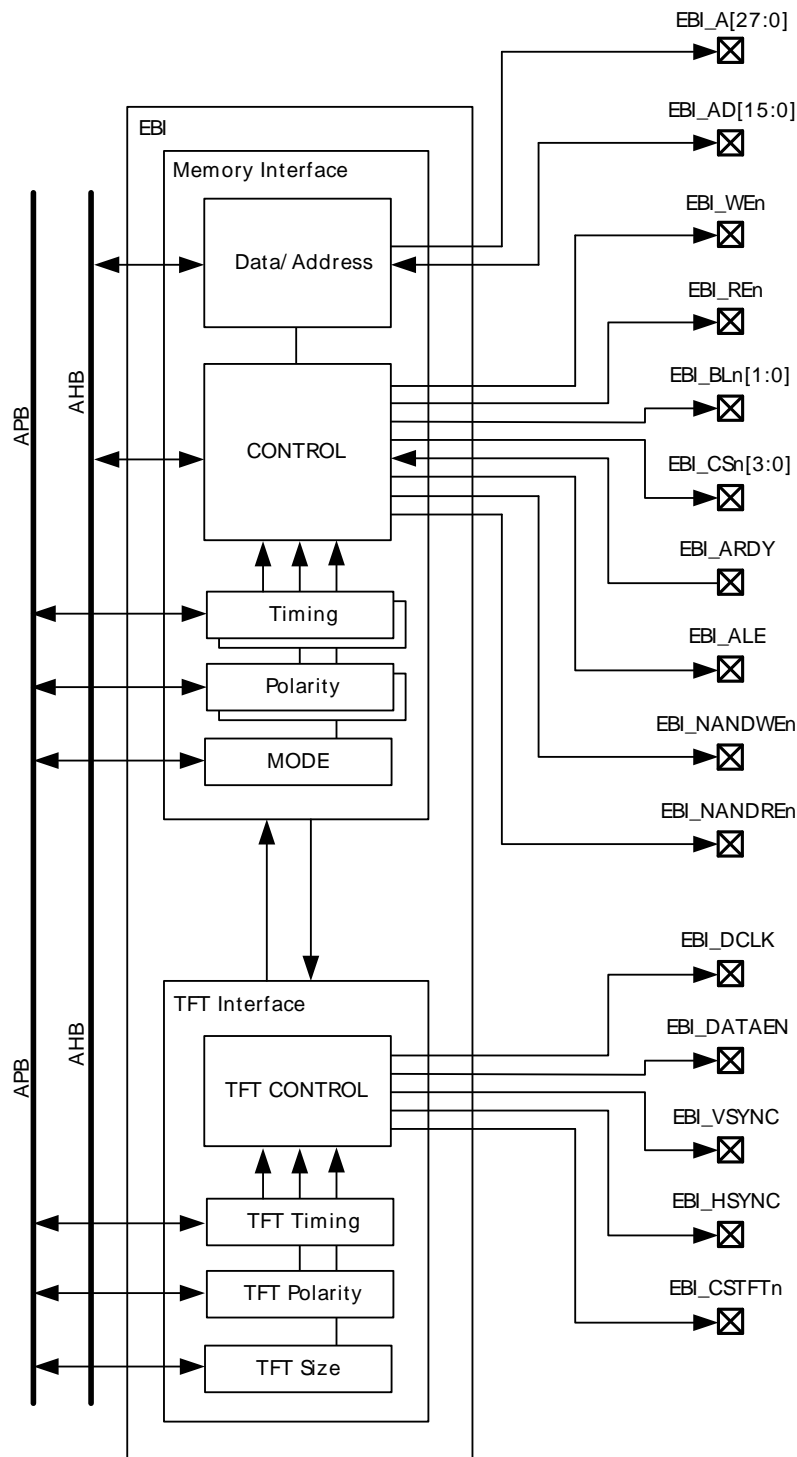 EBI_A[27:0]
EBI_AD[15:0]
EBI
Memory Interface
EBI_WEn
Data/Address
EBI_REn
EBI_BLn[1:0]
APB
AHB
CONTROL
EBI_CSn[3:0]
EBI_ARDY
Timing
EBI_ALE
Polarity
EBI_NANDWEn
MODE
EBI_NANDREn
EBI_DCLK
TFT Interface
EBI_DATAEN
APB
AHB
TFT CONTROL
EBI_VSYNC
TFT Timing
EBI_HSYNC
TFT Polarity
EBI_CSTFTn
TFT Size